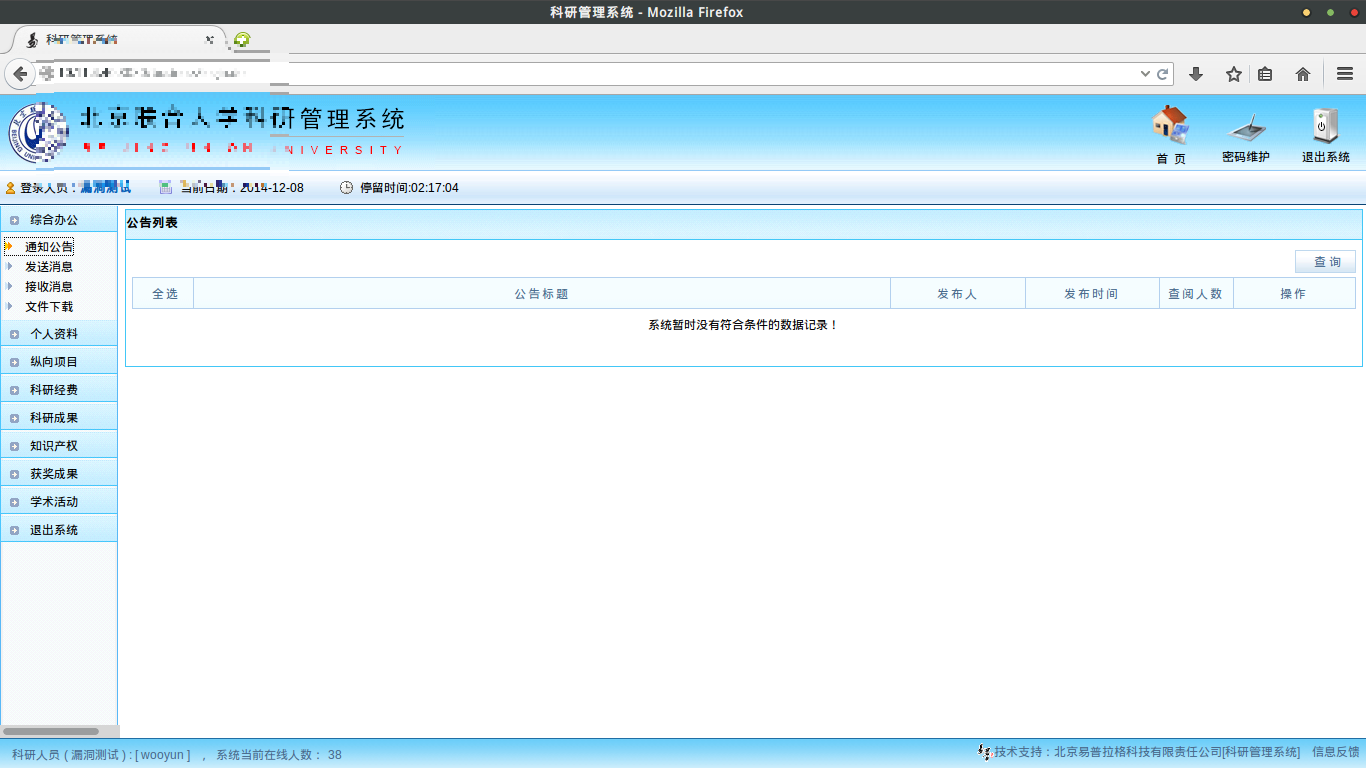 科研管理系统 - Mozilla Firefox
科研管理系统
北京联合大学科研管理系统
NIVERSITY
首 页
密码维护
退出系统
登录人员：漏洞测试
当前日期：2014-12-08
停留时间:02:17:04
综合办公
通知公告
发送消息
接收消息
文件下载
个人资料
纵向项目
科研经费
科研成果
知识产权
获奖成果
学术活动
退出系统
公告列表
查 询
全选 公告标题 发布人 发布时间 查阅人数 操作
系统暂时没有符合条件的数据记录！
科研人员 ( 漏洞测试 ) : [ wooyun ] ， 系统当前在线人数： 38
技术支持：北京易普拉格科技有限责任公司[科研管理系统] 信息反馈